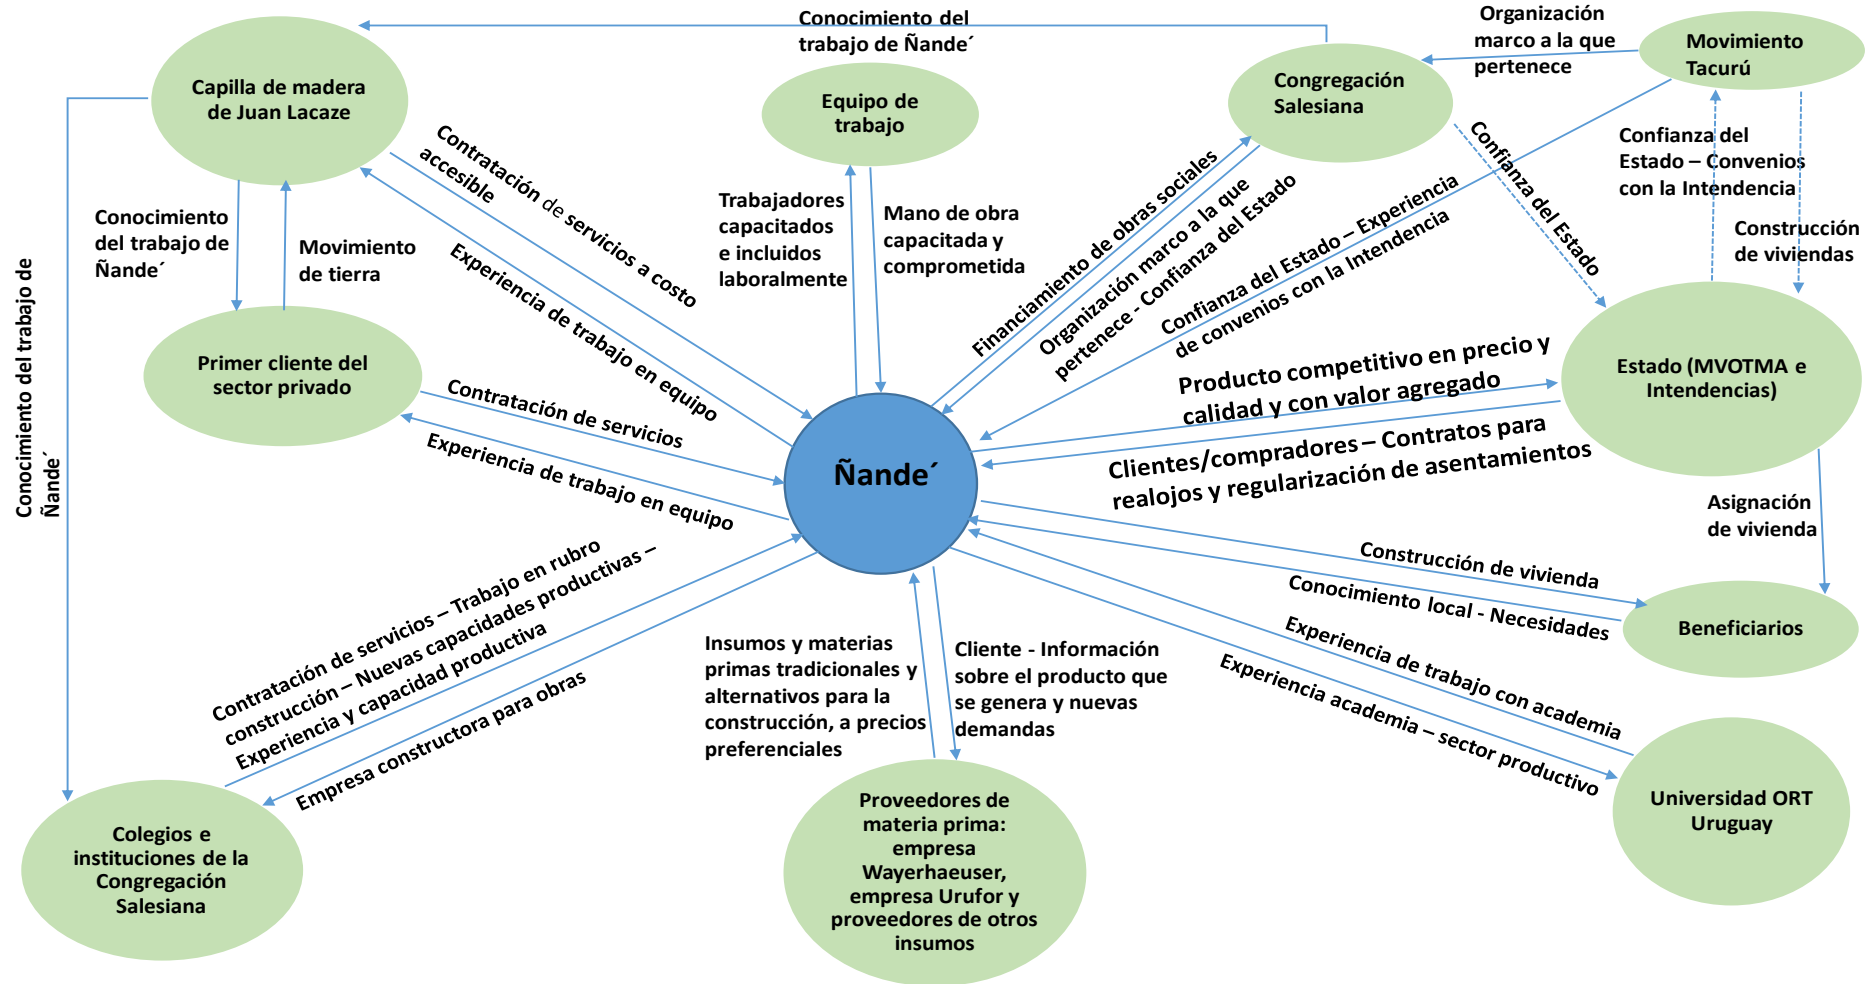 Conocimiento del
trabajo de Ñande´
Organización
marco a la que
pertenece
Movimiento
Tacurú
Capilla de madera
de Juan Lacaze
Equipo de
trabajo
Congregación
Salesiana
Contratación de servicios a costo
accesible
Experiencia de trabajo en equipo
Trabajadores
capacitados
e incluidos
laboralmente
Mano de obra
capacitada y
comprometida
Financiamiento de obras sociales
Organización marco a la que
pertenece - Confianza del Estado
Confianza del Estado – Experiencia
de convenios con la Intendencia
Confianza del Estado
Confianza del
Estado – Convenios
con la Intendencia
Construcción
de viviendas
Conocimiento
del trabajo de
Ñande´
Movimiento
de tierra
Conocimiento del trabajo de
Ñande´
Primer cliente del
sector privado
Contratación de servicios
Experiencia de trabajo en equipo
Ñande´
Producto competitivo en precio y
calidad y con valor agregado
Clientes/compradores – Contratos para
realojos y regularización de asentamientos
Estado (MVOTMA e
Intendencias)
Asignación
de vivienda
Construcción de vivienda
Conocimiento local - Necesidades
Beneficiarios
Experiencia de trabajo con academia
Experiencia academia – sector productivo
Universidad ORT
Uruguay
Contratación de servicios – Trabajo en rubro
construcción – Nuevas capacidades productivas –
Experiencia y capacidad productiva
Empresa constructora para obras
Insumos y materias
primas tradicionales y
alternativos para la
construcción, a precios
preferenciales
Cliente - Información
sobre el producto que
se genera y nuevas
demandas
Colegios e
instituciones de la
Congregación
Salesiana
Proveedores de
materia prima:
empresa
Wayerhaeuser,
empresa Urufor y
proveedores de otros
insumos